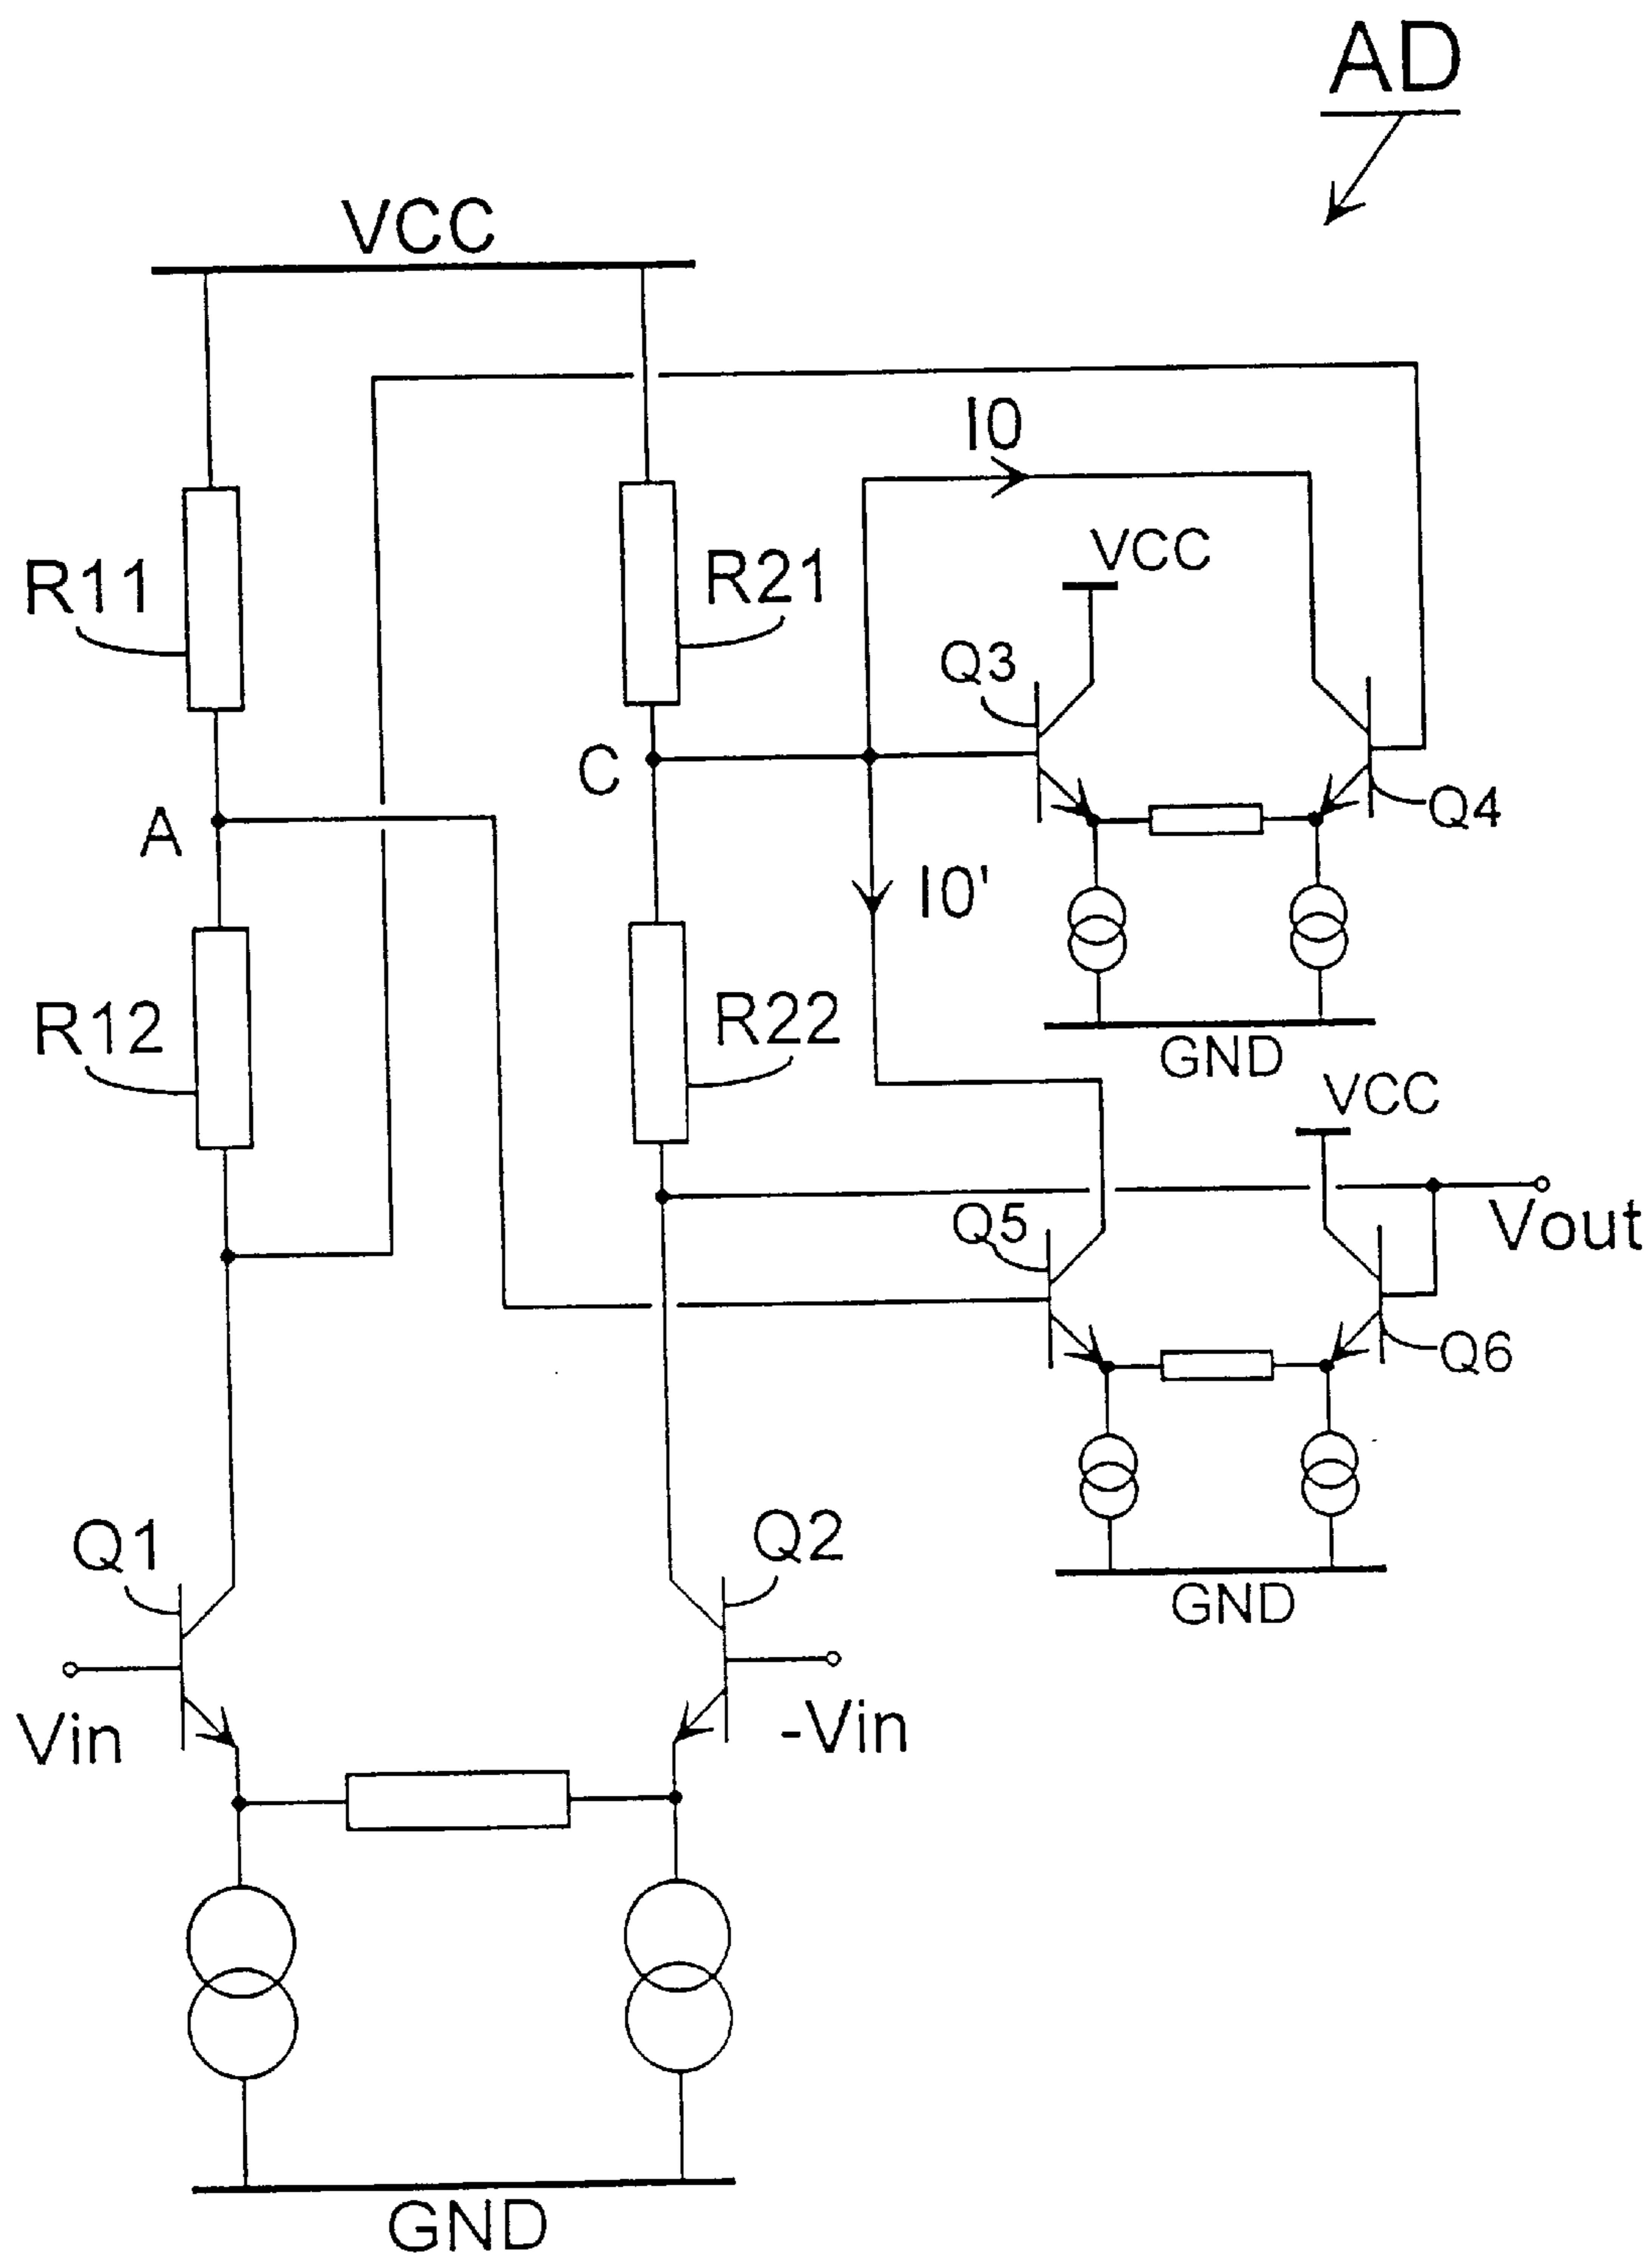 AD
VCC
I0
VCC
R11
R21
Q3
C
A
Q4
I0'
R12
R22
GND
VCC
Vout
Q5
Q6
Q1
Q2
GND
Vin
-Vin
GND